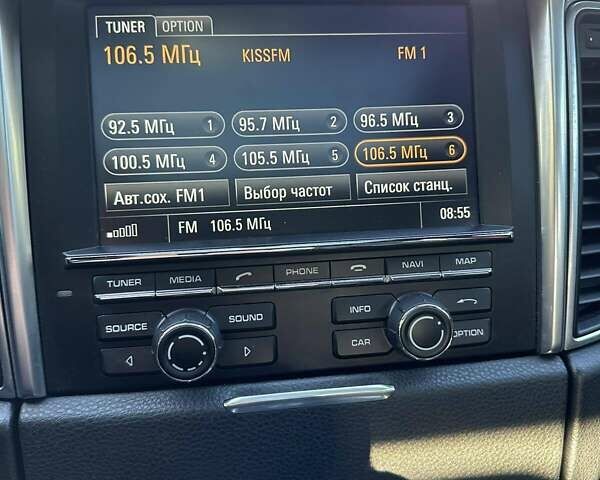 TUNER OPTION
106.5 МГц KISSFM FM 1
92.5 МГц 1 95.7 МГц 2 96.5 МГц 3
100.5 МГц 4 105.5 МГц 5 106.5 МГц 6
Авт.сох. FM1 Выбор частот Список станц.
FM 106.5 МГц 08:55
TUNER MEDIA PHONE NAVI MAP
SOURCE SOUND INFO
CAR OPTION